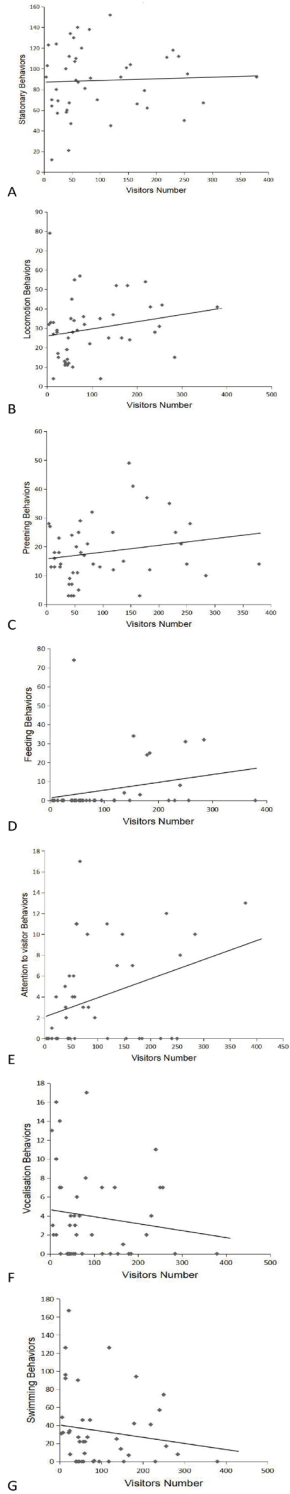 Stationary Behaviors
160
140
120
100
80
60
40
20
0
0 50 100 150 200 250 300 350 400
Visitors Number
A
Locomotion Behaviors
90
80
70
60
50
40
30
20
10
0
0 100 200 300 400 500
Visitors Number
B
Preening Behaviors
60
50
40
30
20
10
0
0 100 200 300 400
Visitors Number
C
Feeding Behaviors
80
70
60
50
40
30
20
10
0
0 100 200 300 400
Visitors Number
D
Attention to visitor Behaviors
18
16
14
12
10
8
6
4
2
0
0 50 100 150 200 250 300 350 400 450
Visitors Number
E
Vocalisation Behaviors
18
16
14
12
10
8
6
4
2
0
0 100 200 300 400 500
Visitors Number
F
Swimming Behaviors
180
160
140
120
100
80
60
40
20
0
0 100 200 300 400 500
Visitors Number
G